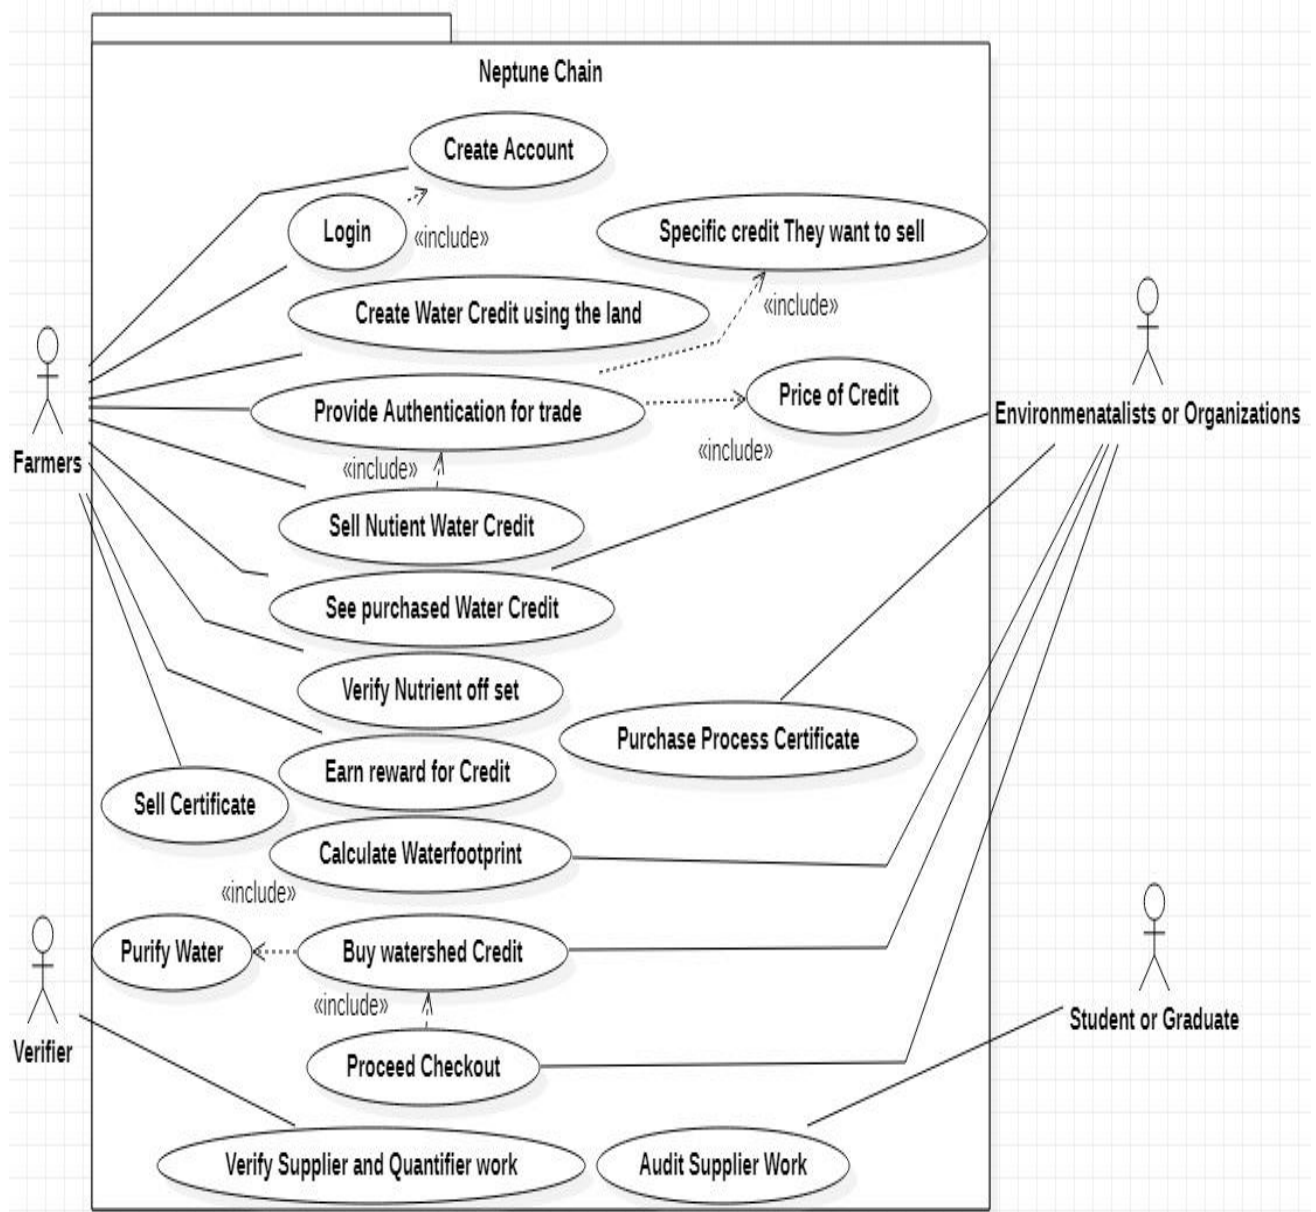 Neptune Chain
Create Account
Login
«include»
Specific credit They want to sell
«include»
Create Water Credit using the land
Provide Authentication for trade
Price of Credit
«include»
Environmenatalists or Organizations
Farmers
«include»
Sell Nutient Water Credit
See purchased Water Credit
Verify Nutrient off set
Purchase Process Certificate
Earn reward for Credit
Sell Certificate
Calculate Waterfootprint
«include»
Purify Water
Buy watershed Credit
«include»
Student or Graduate
Verifier
Proceed Checkout
Verify Supplier and Quantifier work
Audit Supplier Work